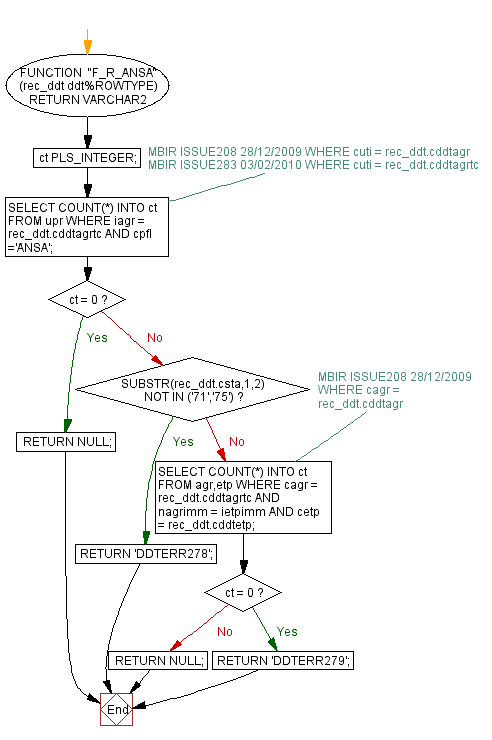 FUNCTION "F_R_ANSA"
(rec_ddt ddt%ROWTYPE)
RETURN VARCHAR2
ct PLS_INTEGER;
MBIR ISSUE208 28/12/2009 WHERE cuti = rec_ddt.cddtagr
MBIR ISSUE283 03/02/2010 WHERE cuti = rec_ddt.cddtagrtc
SELECT COUNT(*) INTO ct
FROM upr WHERE iagr =
rec_ddt.cddtagrtc AND cpfl
='ANSA';
ct = 0 ?
Yes
No
SUBSTR(rec_ddt.csta,1,2)
NOT IN ('71','75') ?
MBIR ISSUE208 28/12/2009
WHERE cagr =
rec_ddt.cddtagr
RETURN NULL;
Yes
No
SELECT COUNT(*) INTO ct
FROM agr,etp WHERE cagr =
rec_ddt.cddtagrtc AND
nagrimm = ietpimm AND cetp
= rec_ddt.cddtetp;
RETURN 'DDTERR278';
ct = 0 ?
No
Yes
RETURN NULL;
RETURN 'DDTERR279';
End